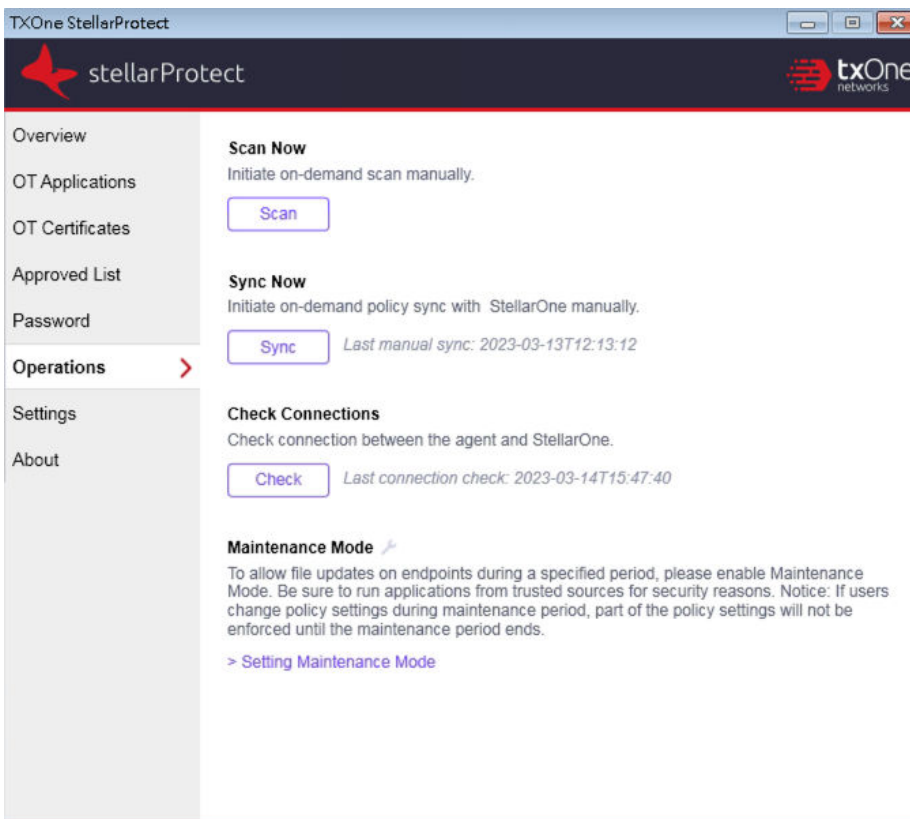 TXOne StellarProtect
stellarProtect
txOne
networks
Overview
OT Applications
OT Certificates
Approved List
Password
Operations
Settings
About
Scan Now
Initiate on-demand scan manually.
Scan
Sync Now
Initiate on-demand policy sync with StellarOne manually.
Sync
Last manual sync: 2023-03-13T12:13:12
Check Connections
Check connection between the agent and StellarOne.
Check
Last connection check: 2023-03-14T15:47:40
Maintenance Mode
To allow file updates on endpoints during a specified period, please enable Maintenance
Mode. Be sure to run applications from trusted sources for security reasons. Notice: If users
change policy settings during maintenance period, part of the policy settings will not be
enforced until the maintenance period ends.
> Setting Maintenance Mode